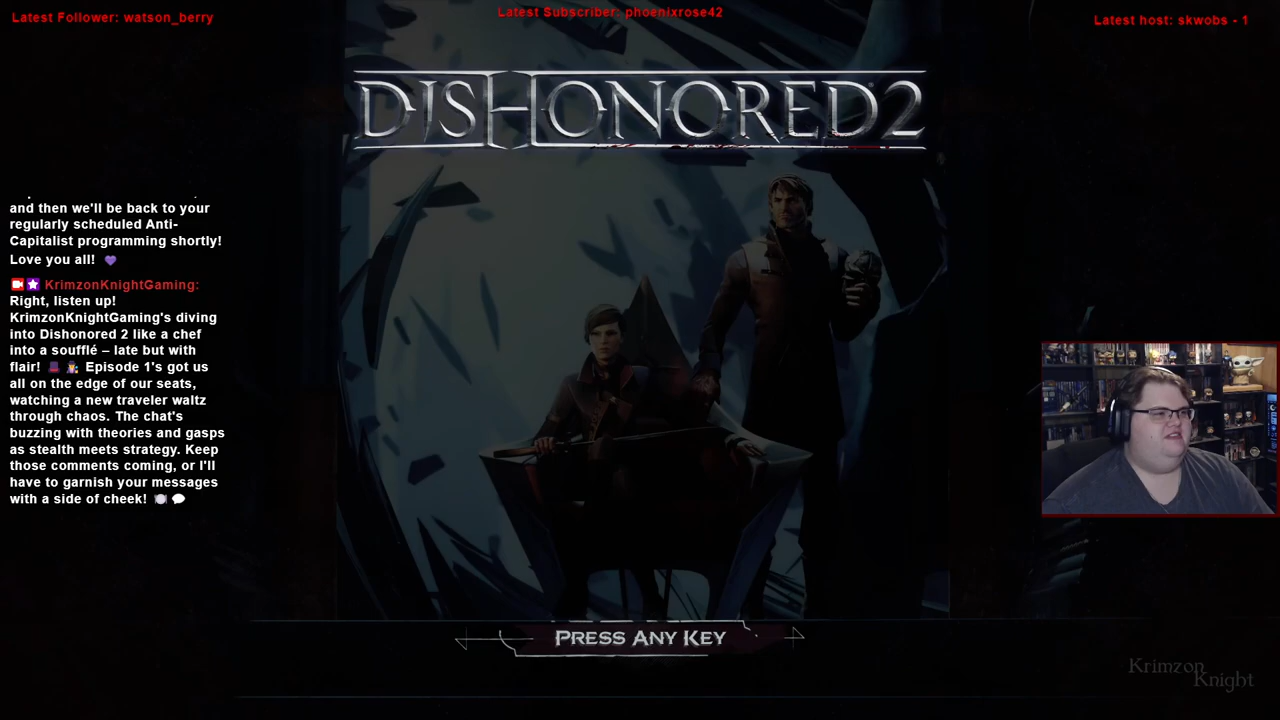 Latest Follower: watson_berry
Latest Subscriber: phoenixrose42
Latest host: skwobs - 1
DISHONORED 2
and then we'll be back to your
regularly scheduled Anti-
Capitalist programming shortly!
Love you all! 💜
KrimzonKnightGaming:
Right, listen up!
KrimzonKnightGaming's diving
into Dishonored 2 like a chef
into a soufflé – late but with
flair! Episode 1's got us
all on the edge of our seats,
watching a new traveler waltz
through chaos. The chat's
buzzing with theories and gasps
as stealth meets strategy. Keep
those comments coming, or I'll
have to garnish your messages
with a side of cheek! 🍽️ 💬
PRESS ANY KEY
Krimzon
Knight